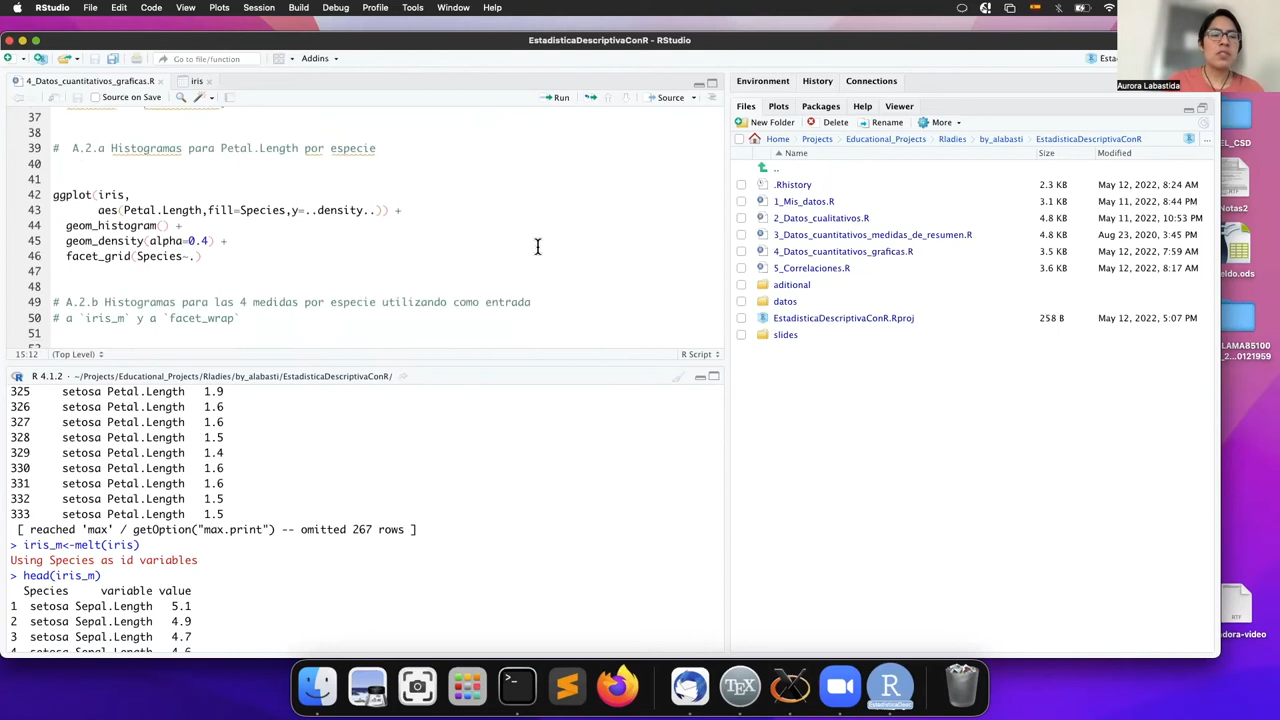 RStudio File Edit Code View Plots Session Build Debug Profile Tools Window Help
EstadisticaDescriptivaConR - RStudio
Go to file/function Addins
4_Datos_cuantitativos_graficas.R iris
Source on Save Run Source
37
38
39 # A.2.a Histogramas para Petal.Length por especie
40
41
42 ggplot(iris,
43 aes(Petal.Length,fill=Species,y=..density..)) +
44 geom_histogram() +
45 geom_density(alpha=0.4) +
46 facet_grid(Species~.)
47
48
49 # A.2.b Histogramas para las 4 medidas por especie utilizando como entrada
50 # a `iris_m` y a `facet_wrap`
51
15:12 (Top Level) R Script
R 4.1.2 · ~/Projects/Educational_Projects/Rladies/by_alabasti/EstadisticaDescriptivaConR/
325 setosa Petal.Length 1.9
326 setosa Petal.Length 1.6
327 setosa Petal.Length 1.6
328 setosa Petal.Length 1.5
329 setosa Petal.Length 1.4
330 setosa Petal.Length 1.6
331 setosa Petal.Length 1.6
332 setosa Petal.Length 1.5
333 setosa Petal.Length 1.5
[ reached 'max' / getOption("max.print") -- omitted 267 rows ]
> iris_m<-melt(iris)
Using Species as id variables
> head(iris_m)
Species variable value
1 setosa Sepal.Length 5.1
2 setosa Sepal.Length 4.9
3 setosa Sepal.Length 4.7
Environment History Connections
Files Plots Packages Help Viewer
New Folder Delete Rename More
Home Projects Educational_Projects Rladies by_alabasti EstadisticaDescriptivaConR ...
Name Size Modified
..
.Rhistory 2.3 KB May 12, 2022, 8:24 AM
1_Mis_datos.R 3.1 KB May 11, 2022, 8:44 PM
2_Datos_cualitativos.R 4.8 KB May 11, 2022, 10:53 PM
3_Datos_cuantitativos_medidas_de_resumen.R 4.8 KB Aug 23, 2020, 3:45 PM
4_Datos_cuantitativos_graficas.R 3.5 KB May 12, 2022, 7:59 AM
5_Correlaciones.R 3.6 KB May 12, 2022, 8:17 AM
aditional
datos
EstadisticaDescriptivaConR.Rproj 258 B May 12, 2022, 5:07 PM
slides
Aurora Labastida
EL_CSD
Notas2
eldo.ods
LAMA85100
_2...0121959
RTF
dora-video
TEX
R
EstadisticaDesc